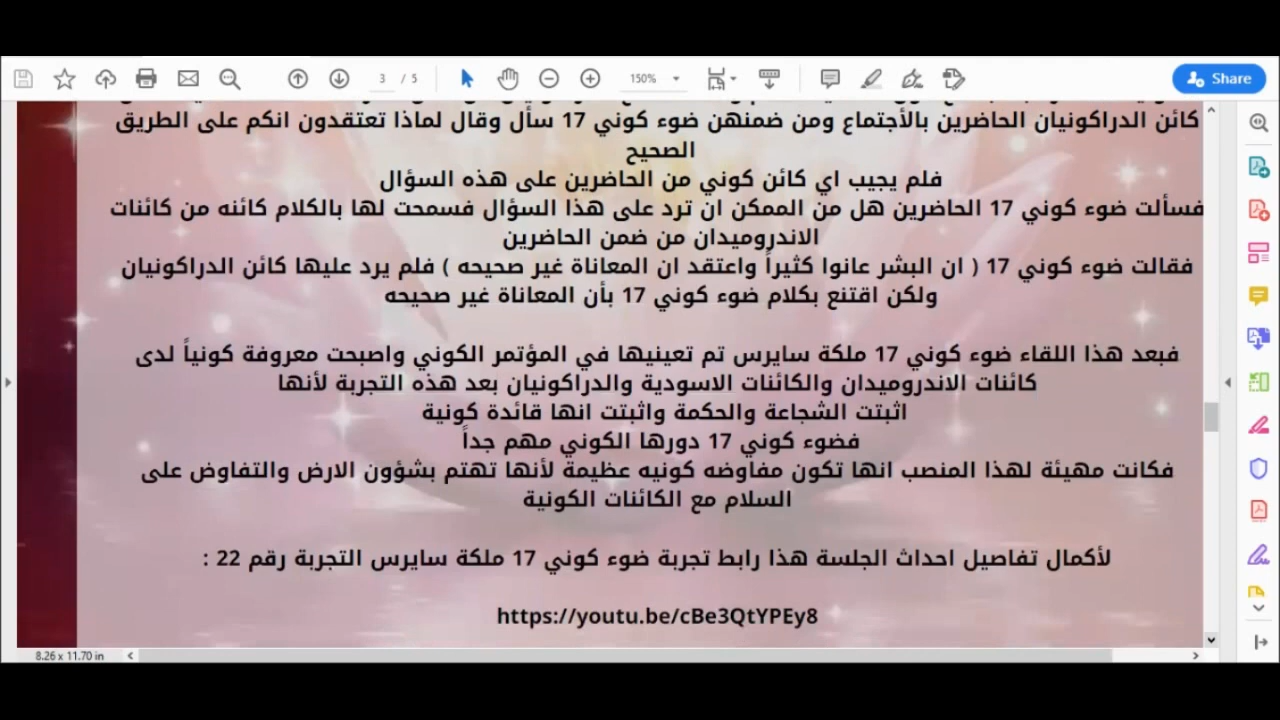 3 / 5
150%
Share
كائن الدراكونيان الحاضرين بالأجتماع ومن ضمنهن ضوء كوني 17 سأل وقال لماذا تعتقدون انكم على الطريق
الصحيح
فلم يجيب اي كائن كوني من الحاضرين على هذه السؤال
فسألت ضوء كوني 17 الحاضرين هل من الممكن ان ترد على هذا السؤال فسمحت لها بالكلام كائنه من كائنات
الاندروميدان من ضمن الحاضرين
فقالت ضوء كوني 17 ( ان البشر عانوا كثيراً واعتقد ان المعاناة غير صحيحه ) فلم يرد عليها كائن الدراكونيان
ولكن اقتنع بكلام ضوء كوني 17 بأن المعاناة غير صحيحه
فبعد هذا اللقاء ضوء كوني 17 ملكة سايرس تم تعينيها في المؤتمر الكوني واصبحت معروفة كونياً لدى
كائنات الاندروميدان والكائنات الاسودية والدراكونيان بعد هذه التجربة لأنها
اثبتت الشجاعة والحكمة واثبتت انها قائدة كونية
فضوء كوني 17 دورها الكوني مهم جداً
فكانت مهيئة لهذا المنصب انها تكون مفاوضه كونيه عظيمة لأنها تهتم بشؤون الارض والتفاوض على
السلام مع الكائنات الكونية
لأكمال تفاصيل احداث الجلسة هذا رابط تجربة ضوء كوني 17 ملكة سايرس التجربة رقم 22 :
https://youtu.be/cBe3QtYPEy8
8.26 x 11.70 in